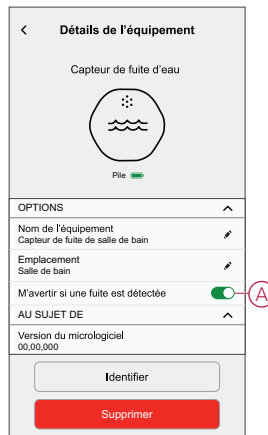 Détails de l'équipement
Capteur de fuite d'eau
Pile
OPTIONS
Nom de l'équipement
Capteur de fuite de salle de bain
Emplacement
Salle de bain
M'avertir si une fuite est détectée
A
AU SUJET DE
Version du micrologiciel
00,00,000
Identifier
Supprimer